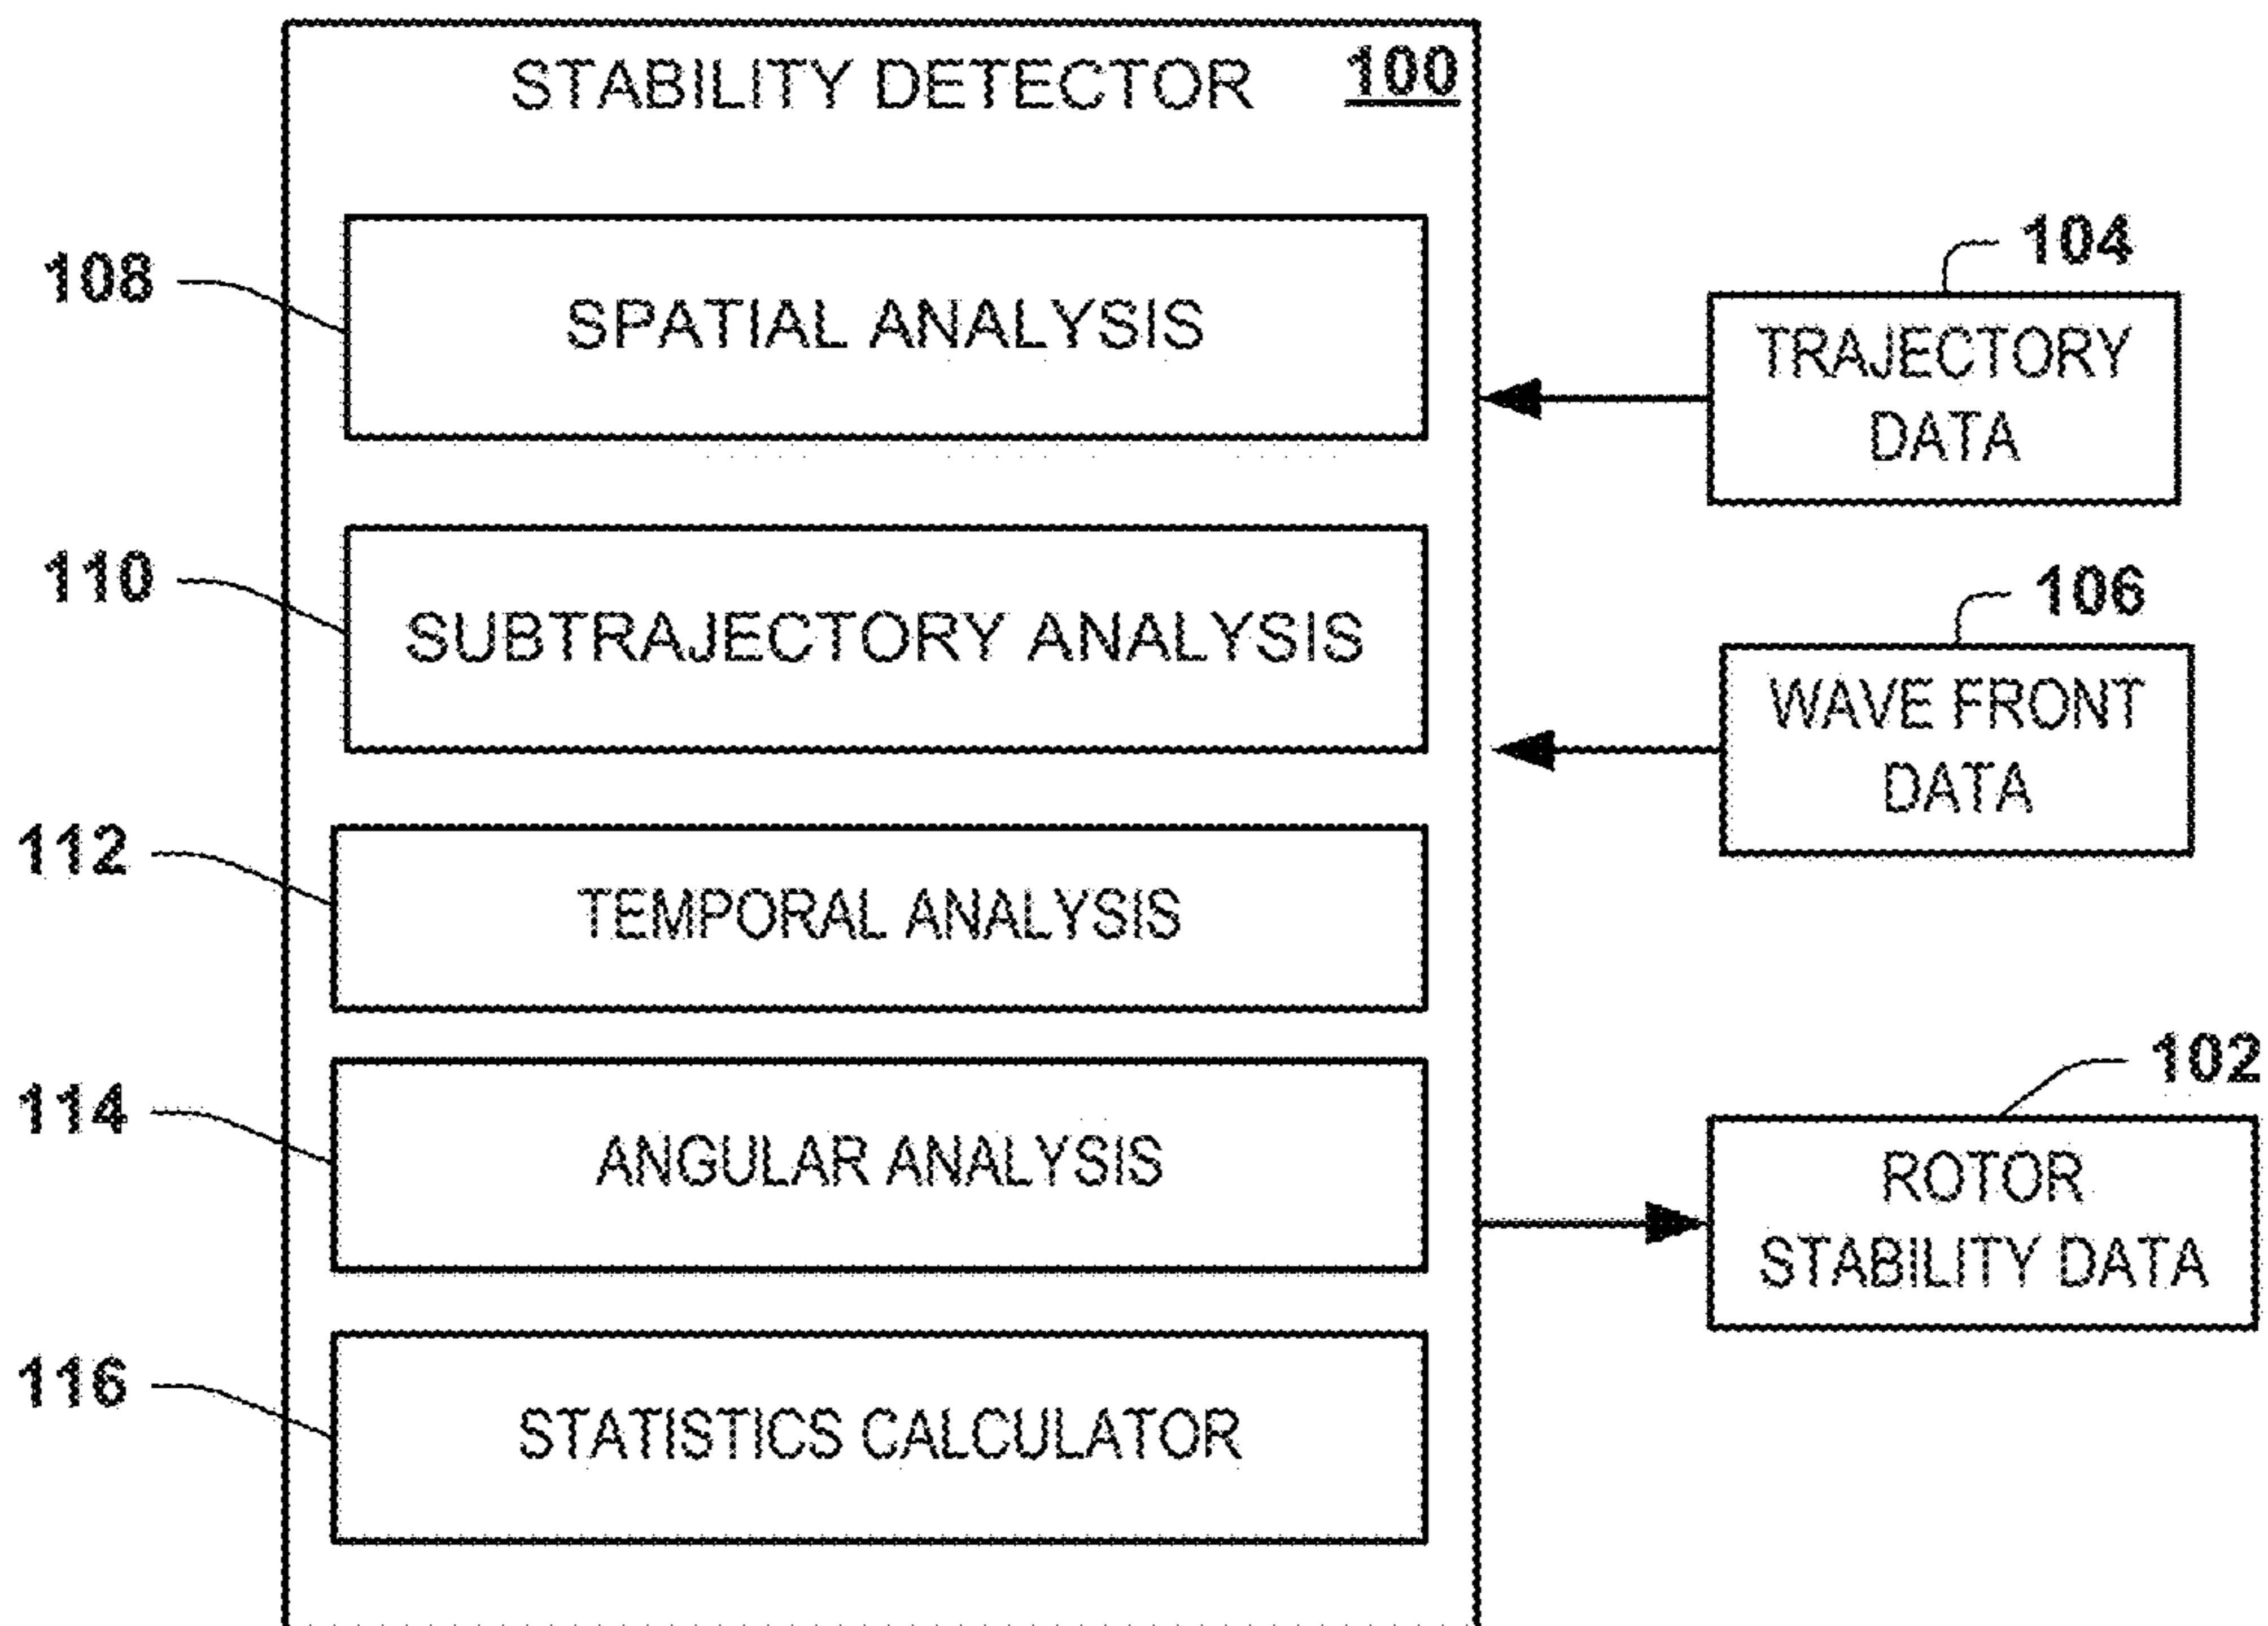 STABILITY DETECTOR 100
108
SPATIAL ANALYSIS
104
TRAJECTORY
DATA
110
SUBTRAJECTORY ANALYSIS
106
WAVE FRONT
DATA
112
TEMPORAL ANALYSIS
114
ANGULAR ANALYSIS
102
ROTOR
STABILITY DATA
116
STATISTICS CALCULATOR